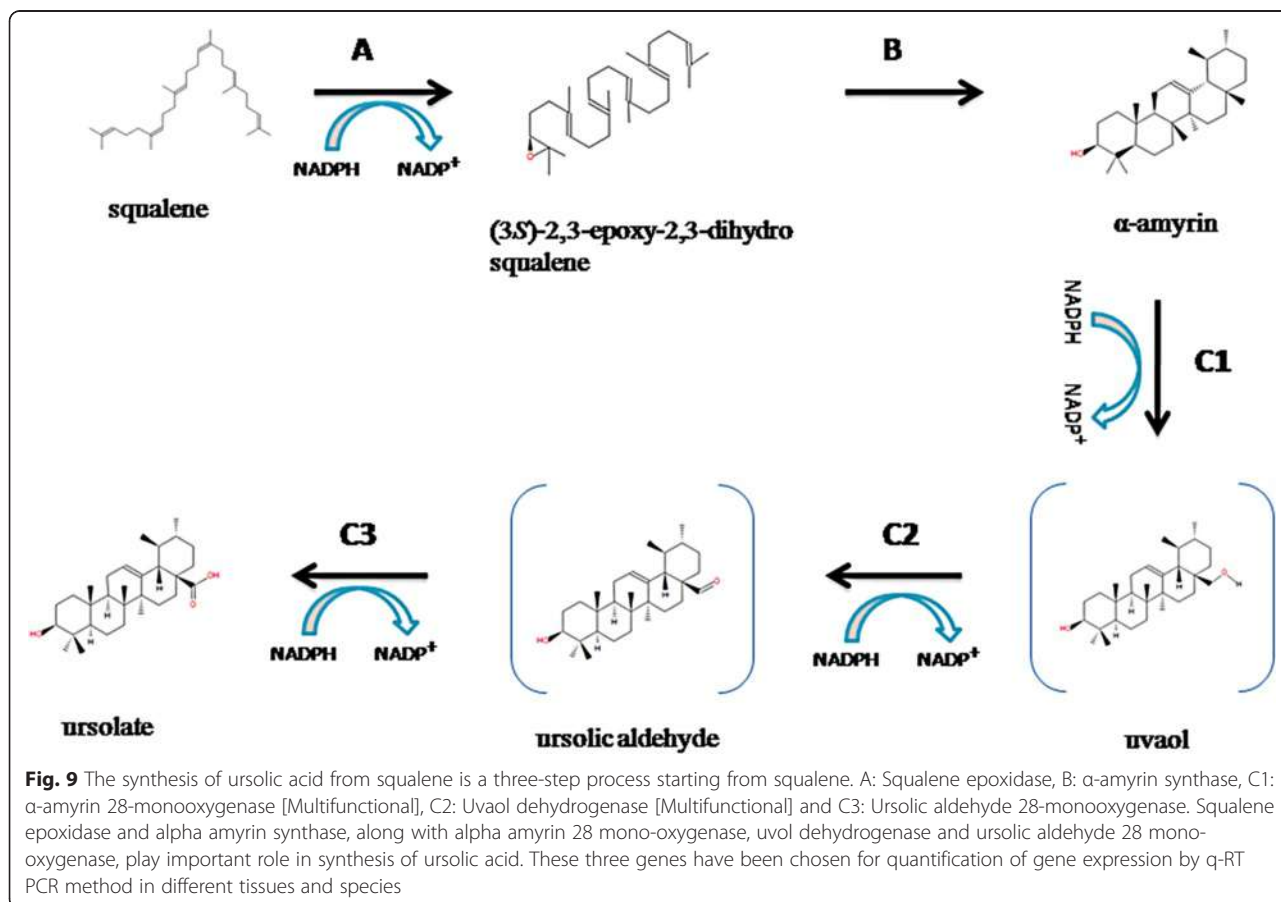 A
B
NADPH NADP+
squalene
(3S)-2,3-epoxy-2,3-dihydro
squalene
HO
α-amyrin
O
NADPH
NADP+
C1
C3
C2
H
OH
O
HO
H
H
NADPH NADP+
H
O
HO
H
H
NADPH NADP+
H
O
H
HO
H
H
ursolate
ursolic aldehyde
uvaol
Fig. 9 The synthesis of ursolic acid from squalene is a three-step process starting from squalene. A: Squalene epoxidase, B: α-amyrin synthase, C1:
α-amyrin 28-monooxygenase [Multifunctional], C2: Uvaol dehydrogenase [Multifunctional] and C3: Ursolic aldehyde 28-monooxygenase. Squalene
epoxidase and alpha amyrin synthase, along with alpha amyrin 28 mono-oxygenase, uvol dehydrogenase and ursolic aldehyde 28 mono-
oxygenase, play important role in synthesis of ursolic acid. These three genes have been chosen for quantification of gene expression by q-RT
PCR method in different tissues and species